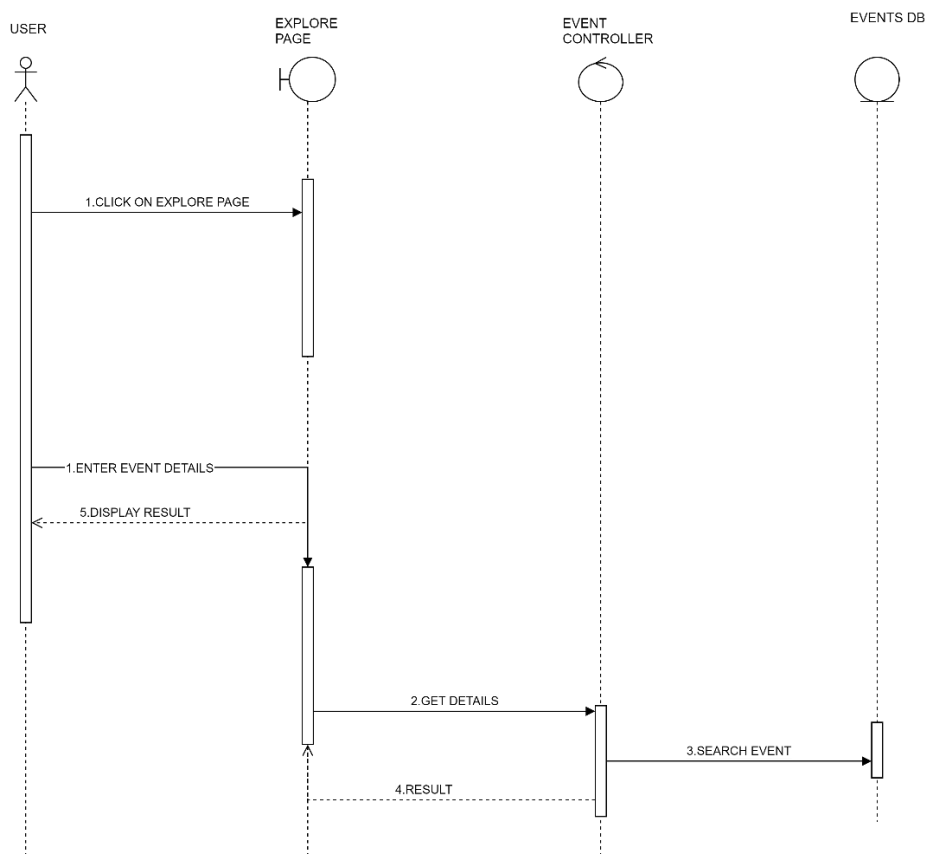 USER
EXPLORE
PAGE
EVENT
CONTROLLER
EVENTS DB
1.CLICK ON EXPLORE PAGE
1.ENTER EVENT DETAILS
5.DISPLAY RESULT
2.GET DETAILS
3.SEARCH EVENT
4.RESULT